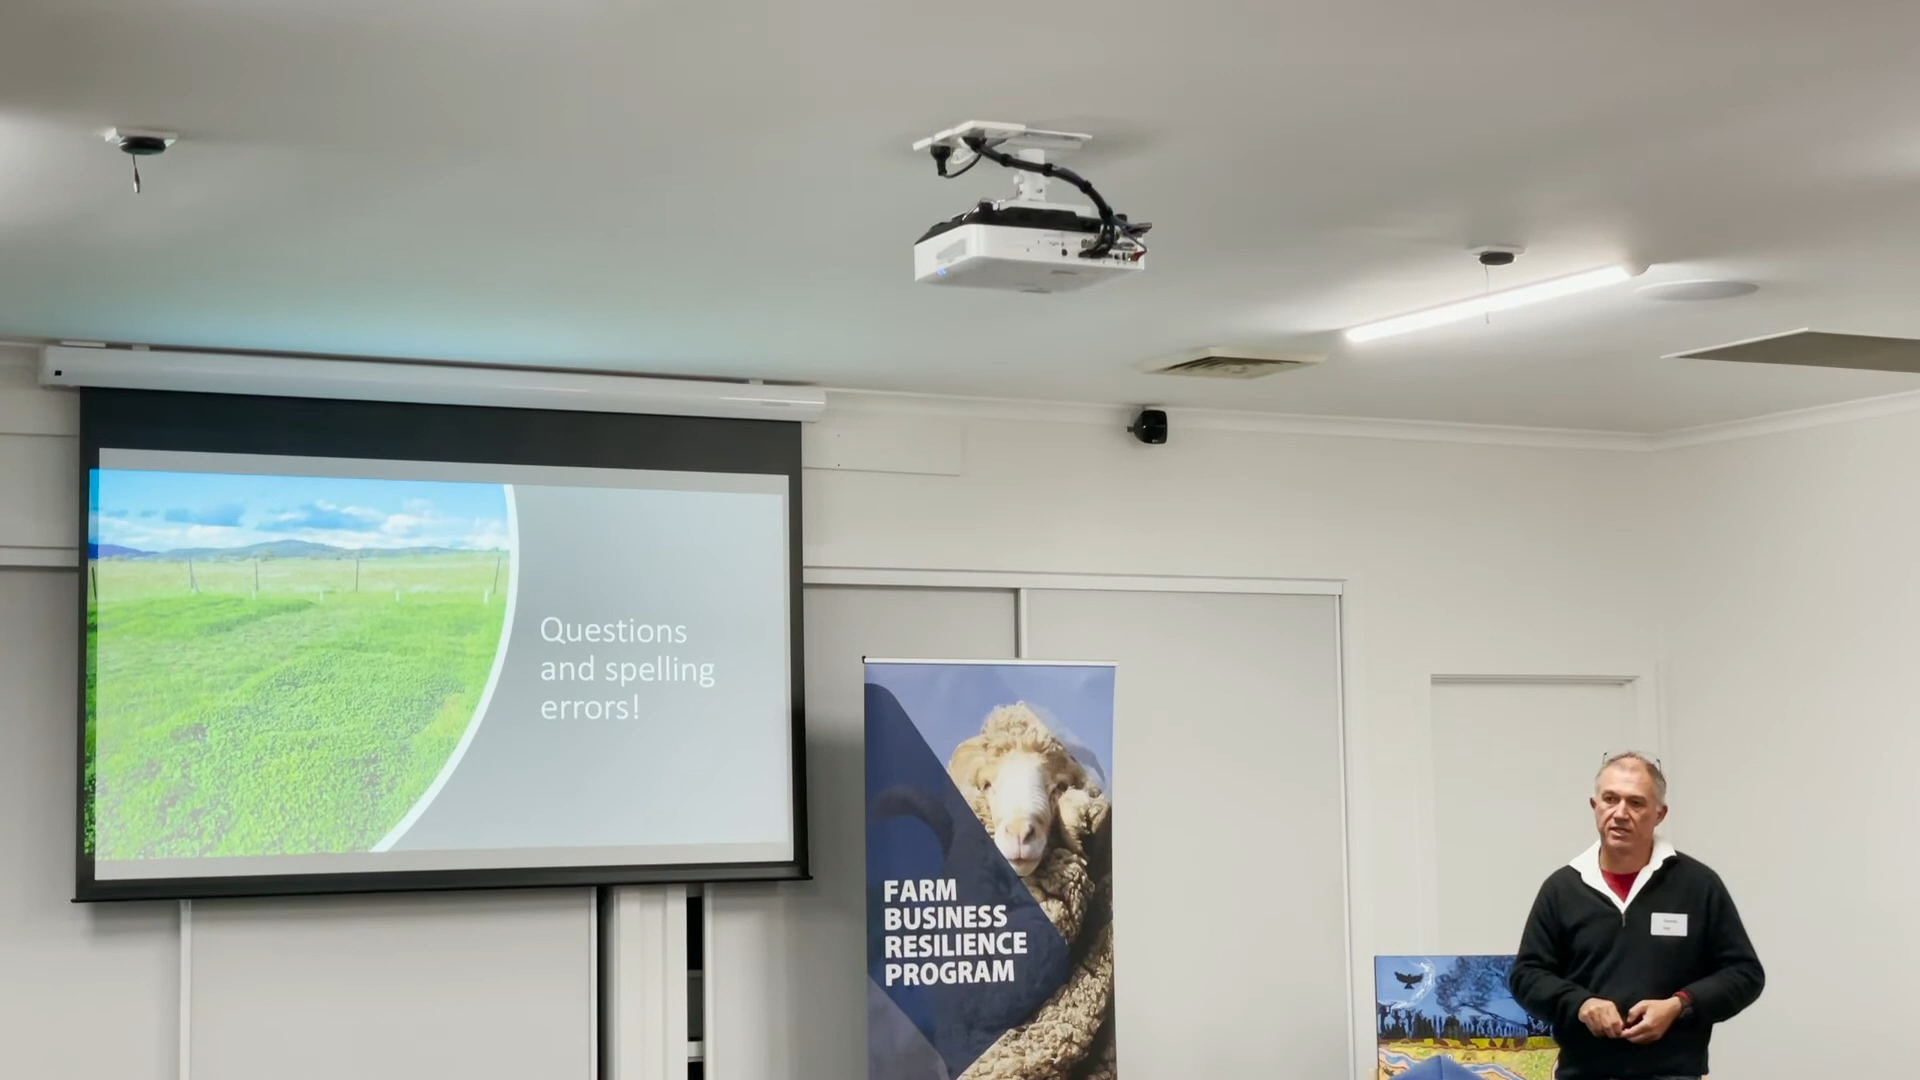 Questions
and spelling
errors!
FARM
BUSINESS
RESILIENCE
PROGRAM